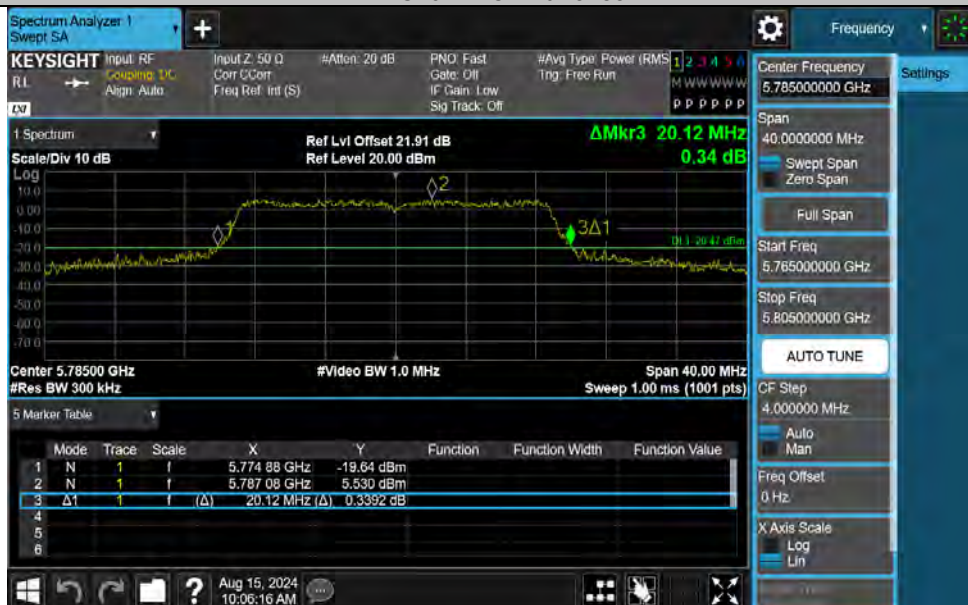 Spectrum Analyzer 1
Swept SA
+
Frequency
KEYSIGHT
RL
LXI
Input: RF
Coupling: DC
Align: Auto
Input Z: 50 Ω
Corr CCorr
Freq Ref: Int (S)
#Atten: 20 dB
PNO: Fast
Gate: Off
IF Gain: Low
Sig Track: Off
#Avg Type: Power (RMS
Trig: Free Run
1 2 3 4 5 6
M W W W W W
P P P P P P
Center Frequency
5.785000000 GHz
Settings
Span
40.0000000 MHz
Swept Span
Zero Span
Full Span
Start Freq
5.765000000 GHz
Stop Freq
5.805000000 GHz
AUTO TUNE
CF Step
4.000000 MHz
Auto
Man
Freq Offset
0 Hz
X Axis Scale
Log
Lin
1 Spectrum
Scale/Div 10 dB
Ref Lvl Offset 21.91 dB
Ref Level 20.00 dBm
ΔMkr3 20.12 MHz
0.34 dB
Log
10.0
0.00
-10.0
-20.0
-30.0
-40.0
-50.0
-60.0
-70.0
1
2
3Δ1
DL1 -20.47 dBm
Center 5.78500 GHz
#Video BW 1.0 MHz
Span 40.00 MHz
#Res BW 300 kHz
Sweep 1.00 ms (1001 pts)
5 Marker Table
Mode Trace Scale X Y Function Function Width Function Value
1 N 1 f 5.774 88 GHz -19.64 dBm
2 N 1 f 5.787 08 GHz 5.530 dBm
3 Δ1 1 f (Δ) 20.12 MHz (Δ) 0.3392 dB
4
5
6
?
Aug 15, 2024
10:06:16 AM